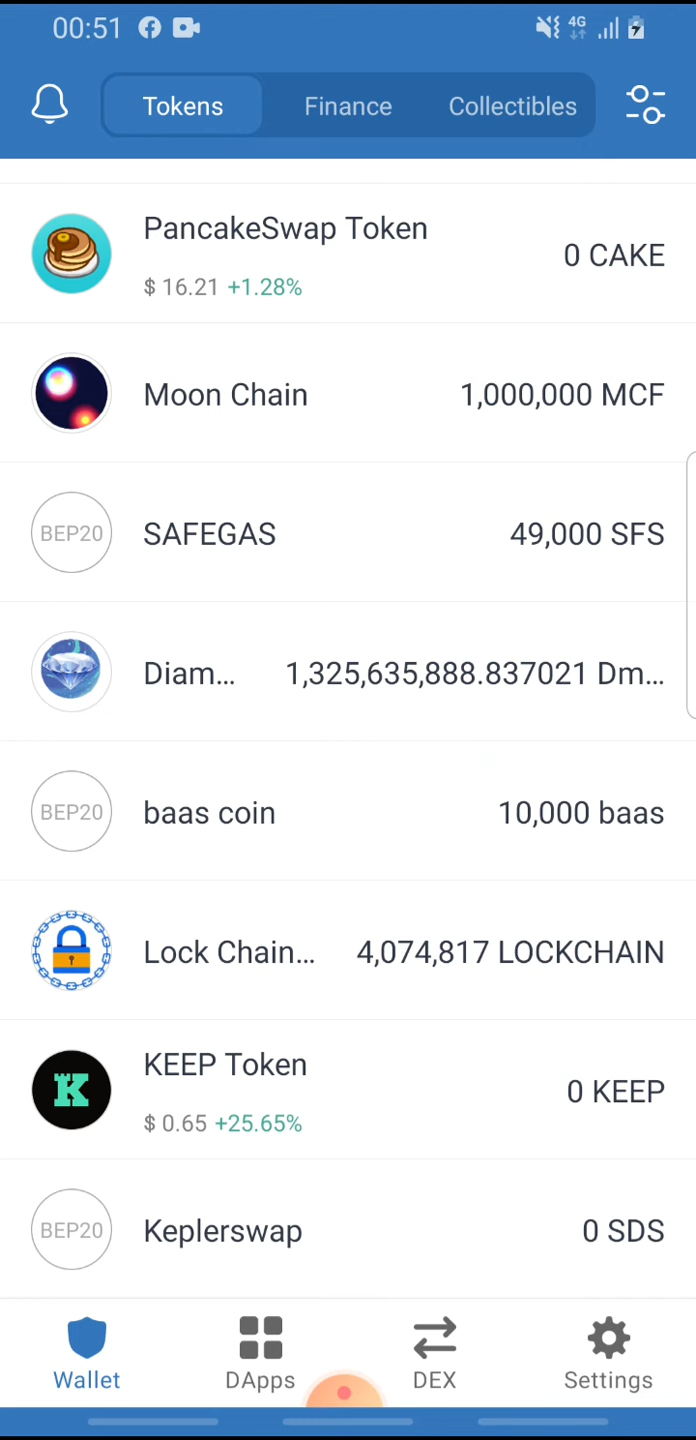 00:51
4G
Tokens
Finance
Collectibles
PancakeSwap Token
0 CAKE
$ 16.21 +1.28%
Moon Chain
1,000,000 MCF
BEP20
SAFEGAS
49,000 SFS
Diam...
1,325,635,888.837021 Dm...
BEP20
baas coin
10,000 baas
Lock Chain...
4,074,817 LOCKCHAIN
K
KEEP Token
0 KEEP
$ 0.65 +25.65%
BEP20
Keplerswap
0 SDS
Wallet
DApps
DEX
Settings